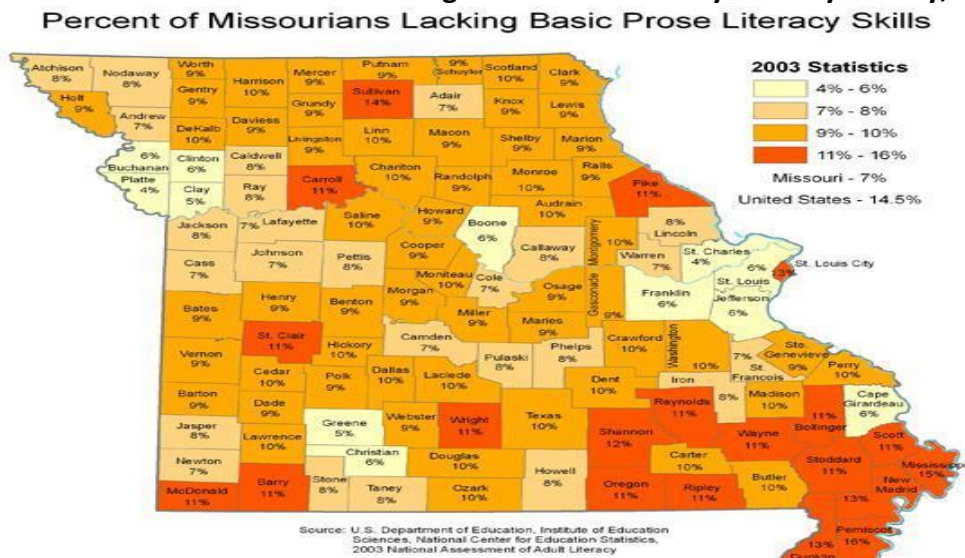 Percent of Missourians Lacking Basic Prose Literacy Skills
2003 Statistics
4% - 6%
7% - 8%
9% - 10%
11% - 16%
Missouri - 7%
United States - 14.5%
Atchison
8%
Nodaway
8%
Worth
9%
Harrison
10%
Mercer
9%
Putnam
9%
9%
Schuyler
Scotland
10%
Clark
9%
Holt
9%
Andrew
7%
Gentry
9%
DeKalb
10%
Daviess
9%
Grundy
9%
Sullivan
14%
Adair
7%
Knox
9%
Lewis
9%
Livingston
9%
Linn
10%
Macon
9%
Shelby
9%
Marion
9%
6%
Buchanan
Platte
4%
Clinton
6%
Clay
5%
Caldwell
8%
Ray
8%
Carroll
11%
Chariton
10%
Randolph
9%
Monroe
10%
Ralls
9%
Pike
11%
Audrain
10%
Jackson
8%
7%
Lafayette
Saline
10%
Howard
9%
Boone
6%
Callaway
8%
Montgomery
10%
8%
Lincoln
Warren
7%
St. Charles
4%
6%
St. Louis
St. Louis City
13%
Cass
7%
Johnson
7%
Pettis
8%
Cooper
9%
Moniteau
10%
Cole
7%
Osage
9%
Gasconade
9%
Franklin
6%
Jefferson
6%
Bates
9%
Henry
9%
Benton
9%
Morgan
9%
Miller
9%
Maries
9%
St. Clair
11%
Hickory
10%
Camden
7%
Pulaski
8%
Phelps
8%
Crawford
10%
Washington
10%
7%
St.
Francois
Ste.
Genevieve
9%
Perry
10%
Vernon
9%
Cedar
10%
Polk
9%
Dallas
10%
Laclede
10%
Dent
10%
Iron
8%
Madison
10%
11%
Bollinger
Cape
Girardeau
6%
Barton
9%
Dade
9%
Greene
5%
Webster
9%
Wright
11%
Texas
10%
Reynolds
11%
Shannon
12%
Wayne
11%
Scott
11%
Jasper
8%
Lawrence
10%
Christian
6%
Douglas
10%
Howell
8%
Carter
10%
Butler
10%
Stoddard
11%
Mississippi
15%
New
Madrid
13%
Newton
7%
McDonald
11%
Barry
11%
Stone
8%
Taney
8%
Ozark
10%
Oregon
11%
Ripley
11%
13%
Dunklin
Pemiscot
16%
Source: U.S. Department of Education, Institute of Education
Sciences, National Center for Education Statistics,
2003 National Assessment of Adult Literacy